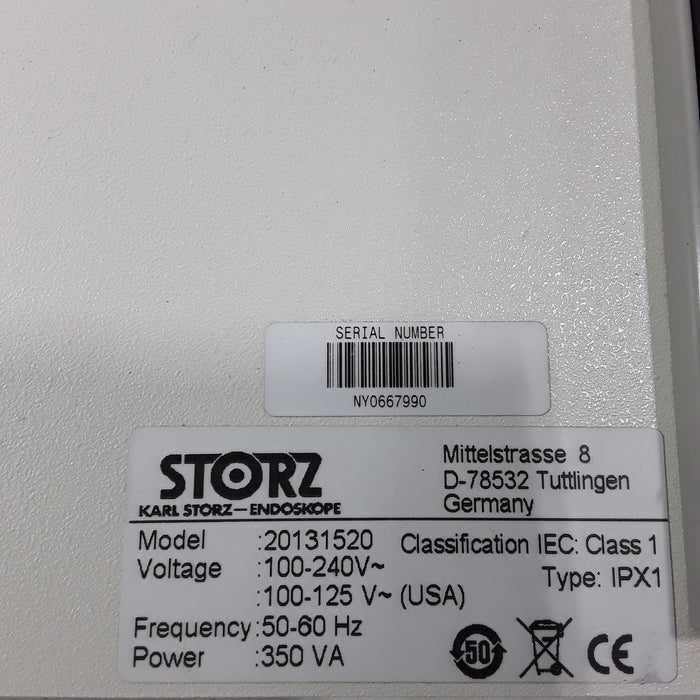 SERIAL NUMBER
NY0667990
STORZ
KARL STORZ—ENDOSKOPE
Mittelstrasse 8
D-78532 Tuttlingen
Germany
Model :20131520 Classification IEC: Class 1
Voltage :100-240V~ Type: IPX1
:100-125 V~ (USA)
Frequency:50-60 Hz
Power :350 VA
50
CE